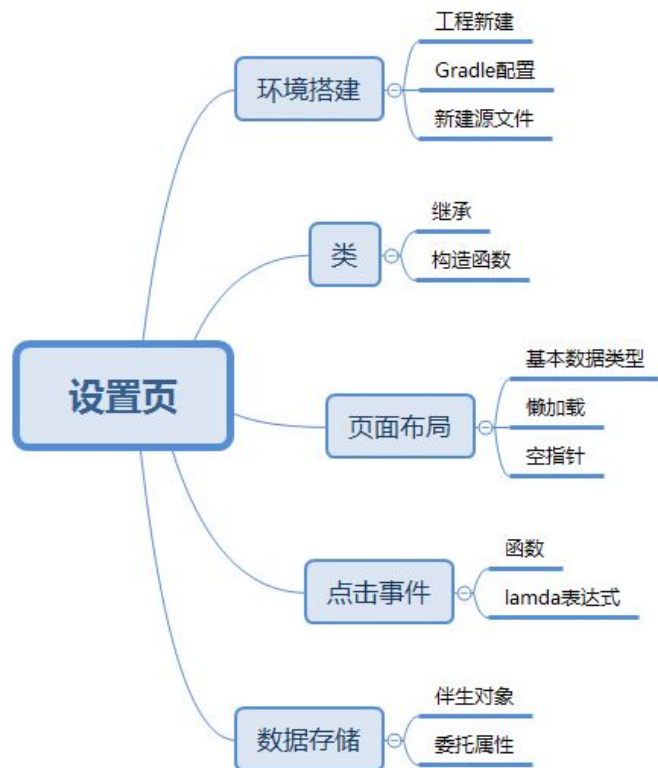 设置页
环境搭建
工程新建
Gradle配置
新建源文件
类
继承
构造函数
页面布局
基本数据类型
懒加载
空指针
点击事件
函数
lamda表达式
数据存储
伴生对象
委托属性